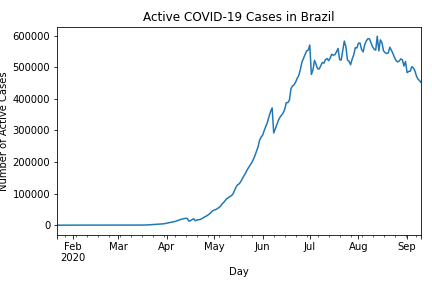 Active COVID-19 Cases in Brazil
Number of Active Cases
600000
500000
400000
300000
200000
100000
0
Feb Mar Apr May Jun Jul Aug Sep
2020
Day